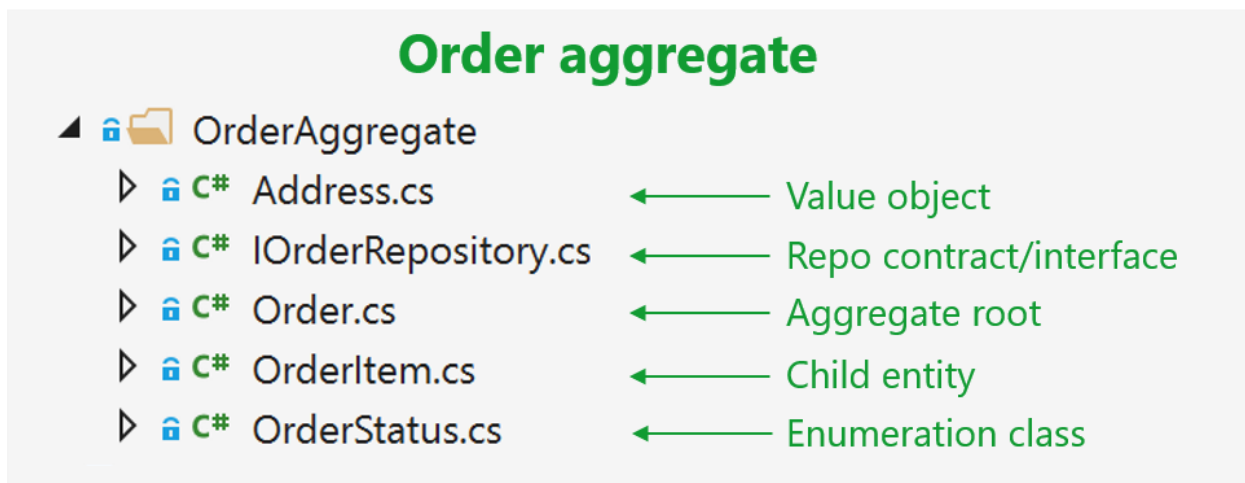 Order aggregate
OrderAggregate
C# Address.cs Value object
C# IOrderRepository.cs Repo contract/interface
C# Order.cs Aggregate root
C# OrderItem.cs Child entity
C# OrderStatus.cs Enumeration class